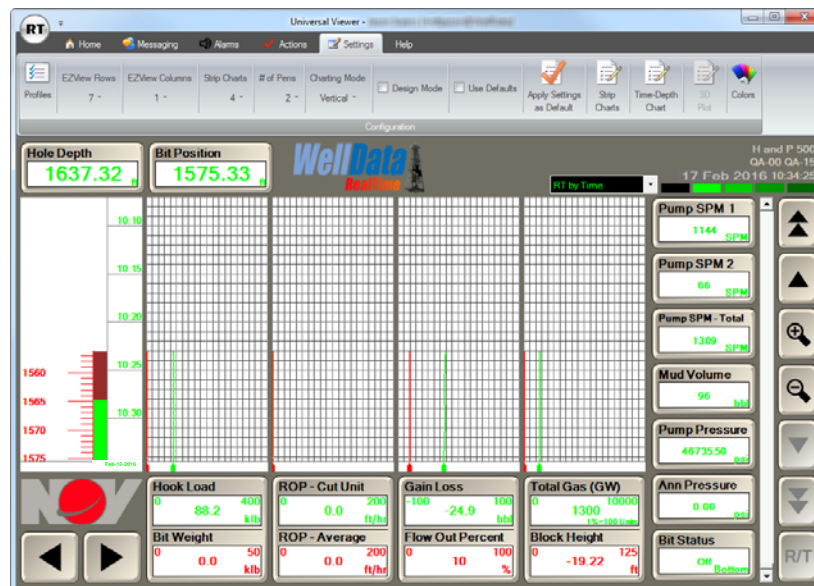 Universal Viewer -
RT
Home
Messaging
Alarms
Actions
Settings
Help
Profiles
EZView Rows
7
EZView Columns
1
Strip Charts
4
# of Pens
2
Charting Mode
Vertical
Design Mode
Use Defaults
Apply Settings
as Default
Strip
Charts
Time-Depth
Chart
3D
Plot
Colors
Configuration
Hole Depth
1637.32 ft
Bit Position
1575.33 ft
WellData
RealTime
H and P 500
QA-00 QA-15
17 Feb 2016 10:34:25
RT by Time
10:10
10:15
10:20
10:25
10:30
1560
1565
1570
1575
Feb-17-2016
Pump SPM 1
1144
SPM
Pump SPM 2
66
SPM
Pump SPM - Total
1309
SPM
Mud Volume
96
bbl
Pump Pressure
46735.50
psi
Ann Pressure
0.00
psi
Bit Status
Off
Bottom
R/T
NOV
Hook Load
0 400
88.2
klb
ROP - Cut Unit
0 200
0.0
ft/hr
Gain Loss
-100 100
-24.9
bbl
Total Gas (GW)
0 10000
1300
1%=100 Units
Bit Weight
0 50
0.0
klb
ROP - Average
0 200
0.0
ft/hr
Flow Out Percent
0 100
10
%
Block Height
0 125
-19.22
ft